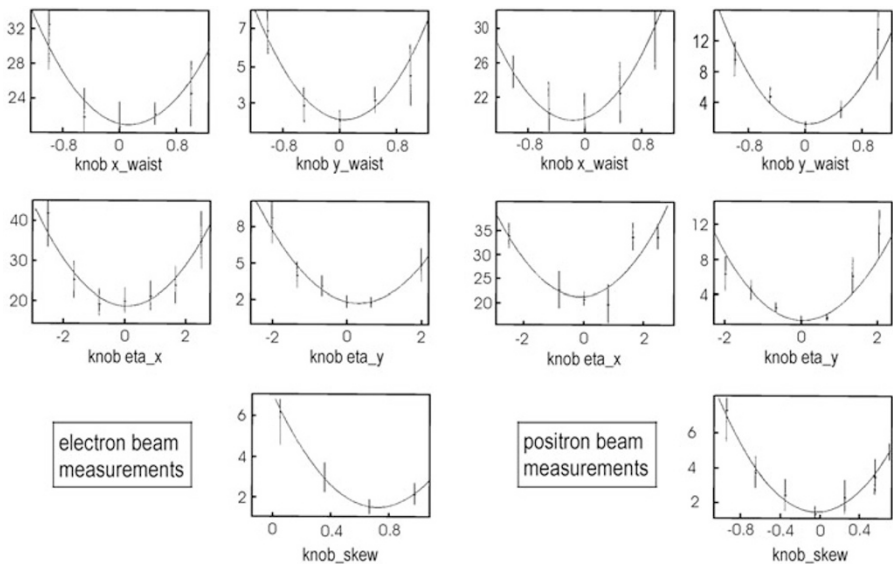 32
28
24
-0.8 0 0.8
knob x_waist
7
5
3
-0.8 0 0.8
knob y_waist
30
26
22
-0.8 0 0.8
knob x_waist
12
8
4
-0.8 0 0.8
knob y_waist
40
30
20
-2 0 2
knob eta_x
8
5
2
-2 0 2
knob eta_y
35
30
25
20
-2 0 2
knob eta_x
12
8
4
-2 0 2
knob eta_y
electron beam
measurements
6
4
2
0 0.4 0.8
knob_skew
positron beam
measurements
6
4
2
-0.8 -0.4 0 0.4
knob_skew